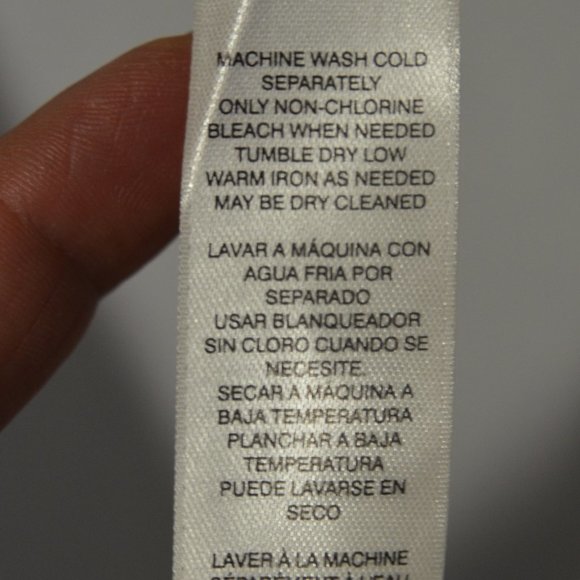 MACHINE WASH COLD
SEPARATELY
ONLY NON-CHLORINE
BLEACH WHEN NEEDED
TUMBLE DRY LOW
WARM IRON AS NEEDED
MAY BE DRY CLEANED
LAVAR A MÁQUINA CON
AGUA FRIA POR
SEPARADO
USAR BLANQUEADOR
SIN CLORO CUANDO SE
NECESITE.
SECAR A MÁQUINA A
BAJA TEMPERATURA
PLANCHAR A BAJA
TEMPERATURA
PUEDE LAVARSE EN
SECO
LAVER À LA MACHINE
SÉPARÉMENT À L'EAU